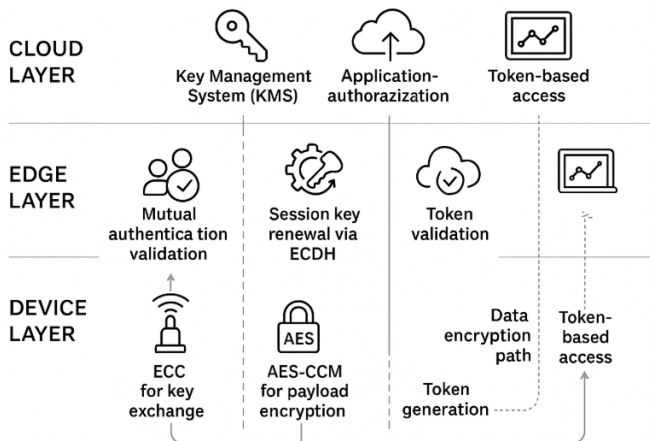 CLOUD
LAYER
Key Management
System (KMS)
Application-
authorazization
Token-based
access
EDGE
LAYER
Mutual
authentica tion
validation
Session key
renewal via
ECDH
Token
validation
DEVICE
LAYER
ECC
for key
exchange
AES
AES-CCM
for payload
encryption
Token
generation
Data
encryption
path
Token-
based
access